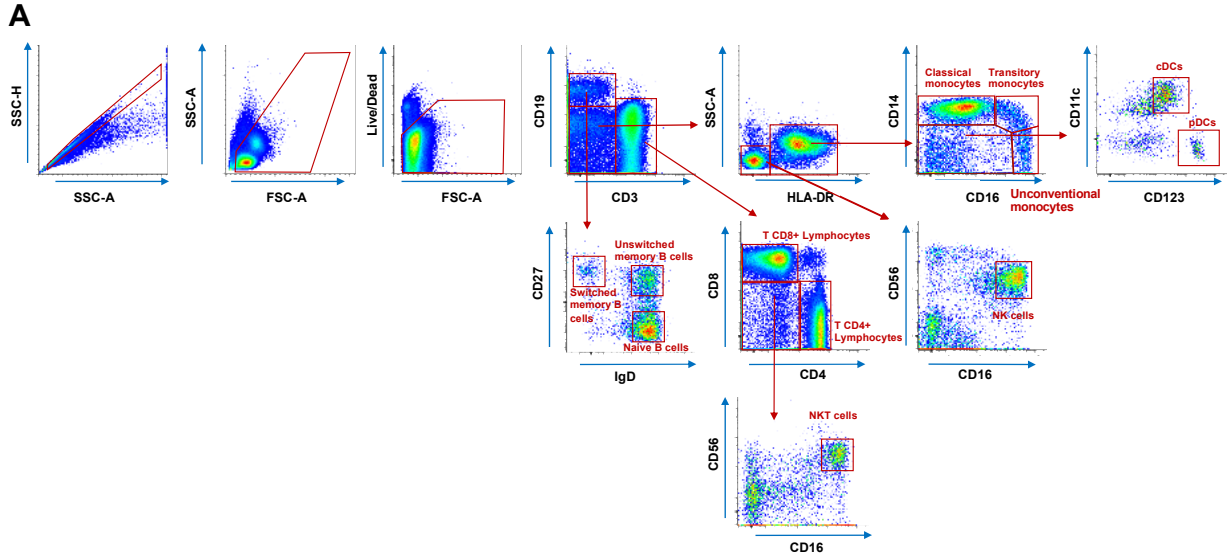 A
SSC-H
SSC-A
SSC-A
FSC-A
Live/Dead
FSC-A
CD19
CD3
SSC-A
HLA-DR
CD14
Classical
monocytes
Transitory
monocytes
CD16
Unconventional
monocytes
CD11c
cDCs
pDCs
CD123
CD27
Unswitched
memory B cells
Switched
memory B
cells
Naive B cells
IgD
CD8
T CD8+ Lymphocytes
T CD4+
Lymphocytes
CD4
CD56
NK cells
CD16
CD56
NKT cells
CD16